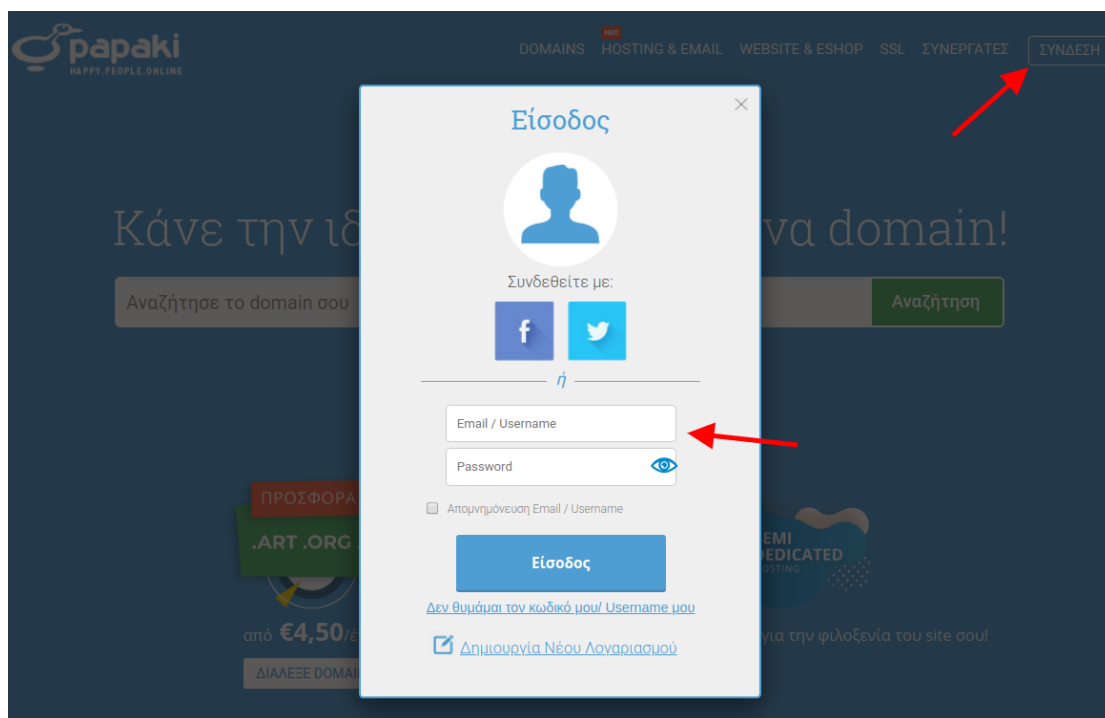 papaki
HAPPY.PEOPLE.ONLINE
DOMAINS
ΝΕΟ
HOSTING & EMAIL
WEBSITE & ESHOP
SSL
ΣΥΝΕΡΓΑΤΕΣ
ΣΥΝΔΕΣΗ
Είσοδος
Κάνε την ιδ
να domain!
Συνδεθείτε με:
Αναζήτησε το domain σου
Αναζήτηση
f
ή
Email / Username
Password
Απομνημόνευση Email / Username
ΠΡΟΣΦΟΡΑ
.ART .ORG
EMI
DEDICATED
HOSTING
Είσοδος
Δεν θυμάμαι τον κωδικό μου/ Username μου
από €4,50/έ
για την φιλοξενία του site σου!
Δημιουργία Νέου Λογαριασμού
ΔΙΑΛΕΞΕ DOMAI